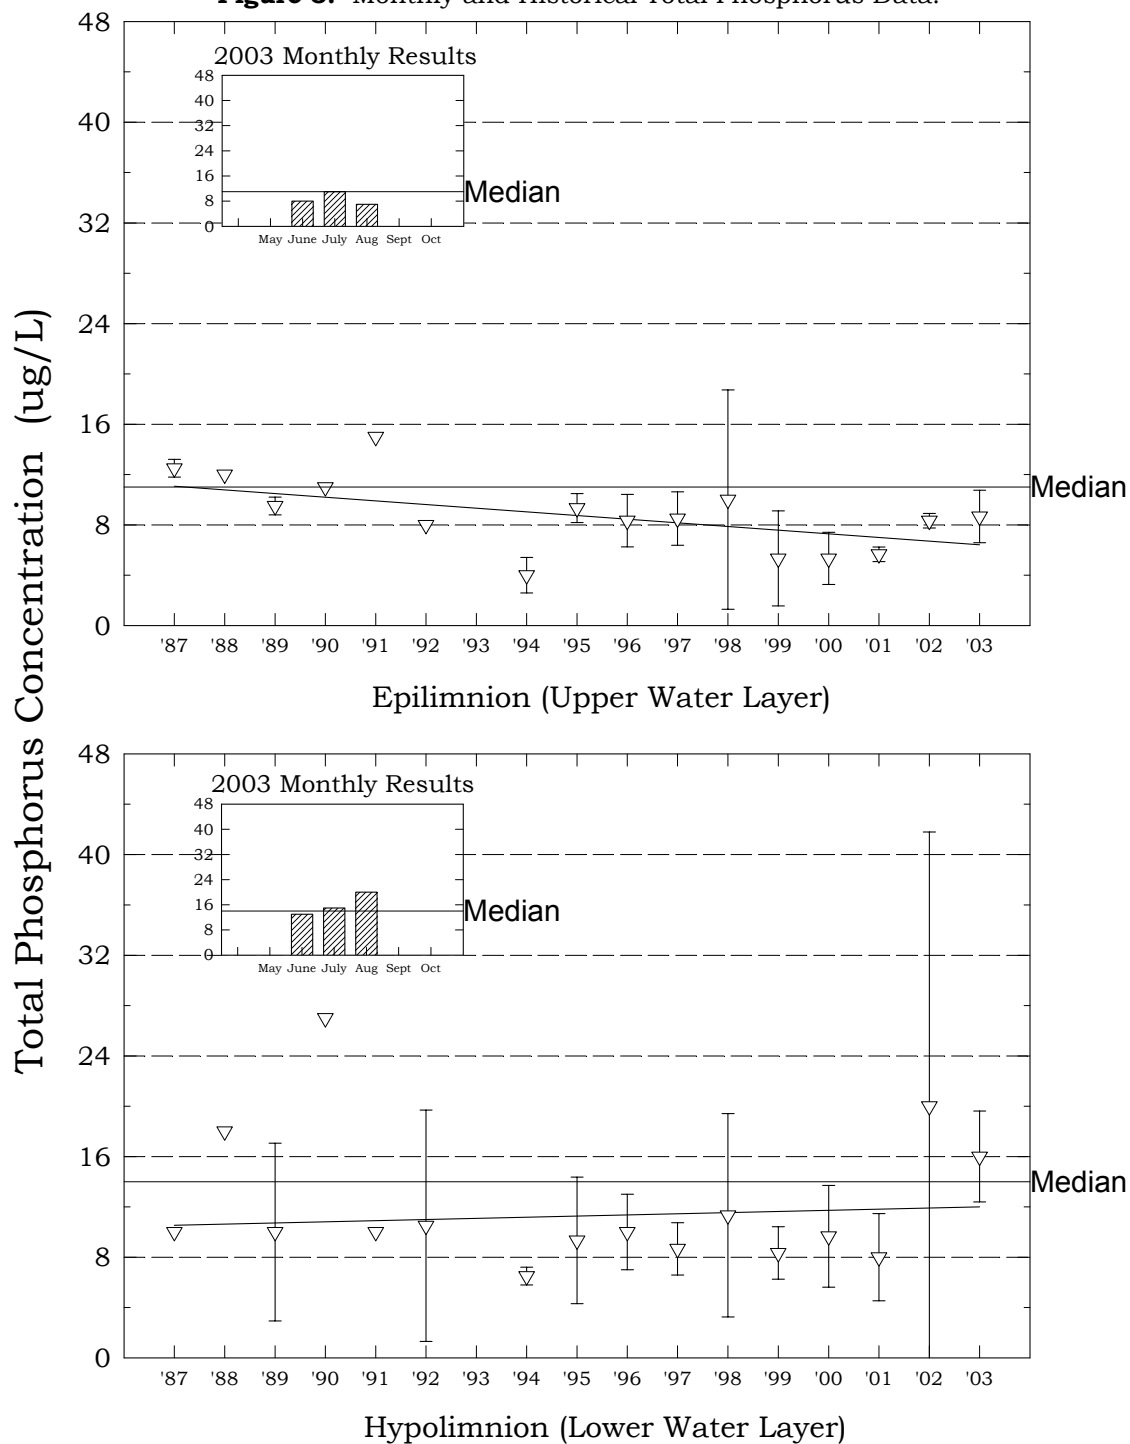 Figure 8. Monthly and Historical Total Phosphorus Data.
Total Phosphorus Concentration (ug/L)
48
40
32
24
16
8
0
2003 Monthly Results
48
40
32
24
16
8
0
Median
May June July Aug Sept Oct
Median
'87 '88 '89 '90 '91 '92 '93 '94 '95 '96 '97 '98 '99 '00 '01 '02 '03
Epilimnion (Upper Water Layer)
48
40
32
24
16
8
0
2003 Monthly Results
48
40
32
24
16
8
0
Median
May June July Aug Sept Oct
Median
'87 '88 '89 '90 '91 '92 '93 '94 '95 '96 '97 '98 '99 '00 '01 '02 '03
Hypolimnion (Lower Water Layer)